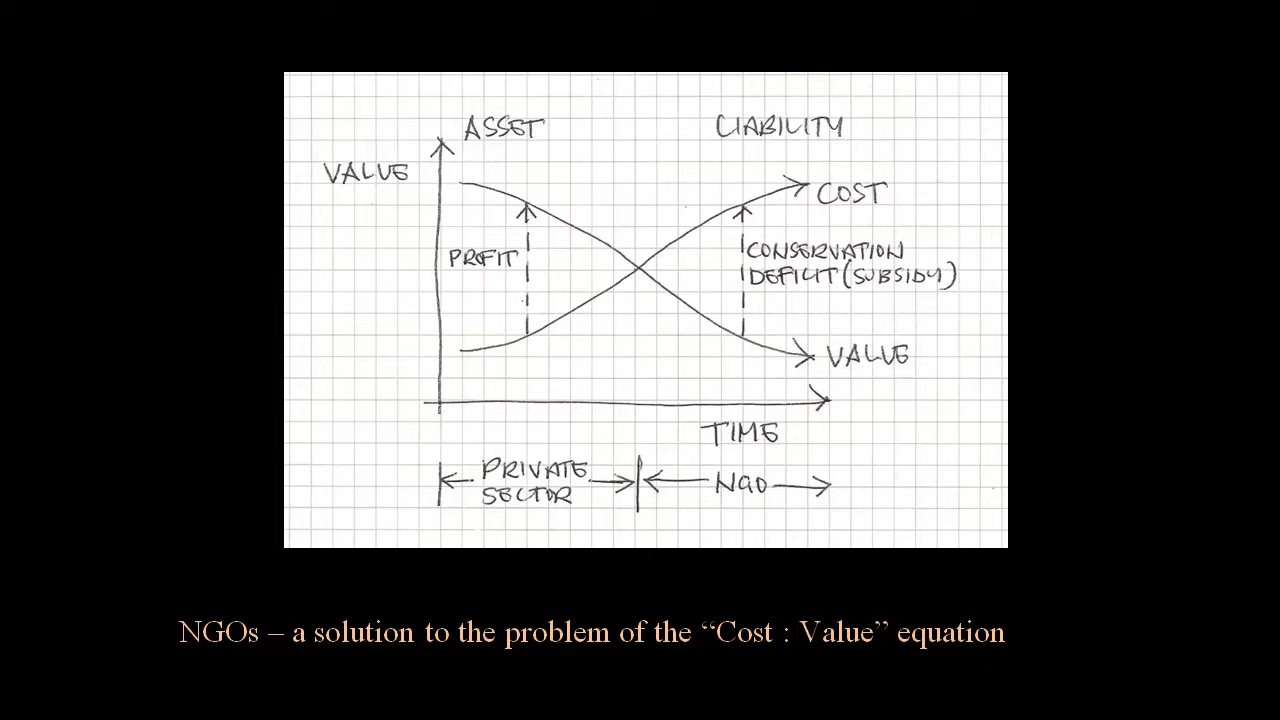 ASSET
LIABILITY
VALUE
COST
PROFIT
CONSERVATION
DEFICIT (SUBSIDY)
VALUE
TIME
PRIVATE
SECTOR
NGO
NGOs – a solution to the problem of the “Cost : Value” equation